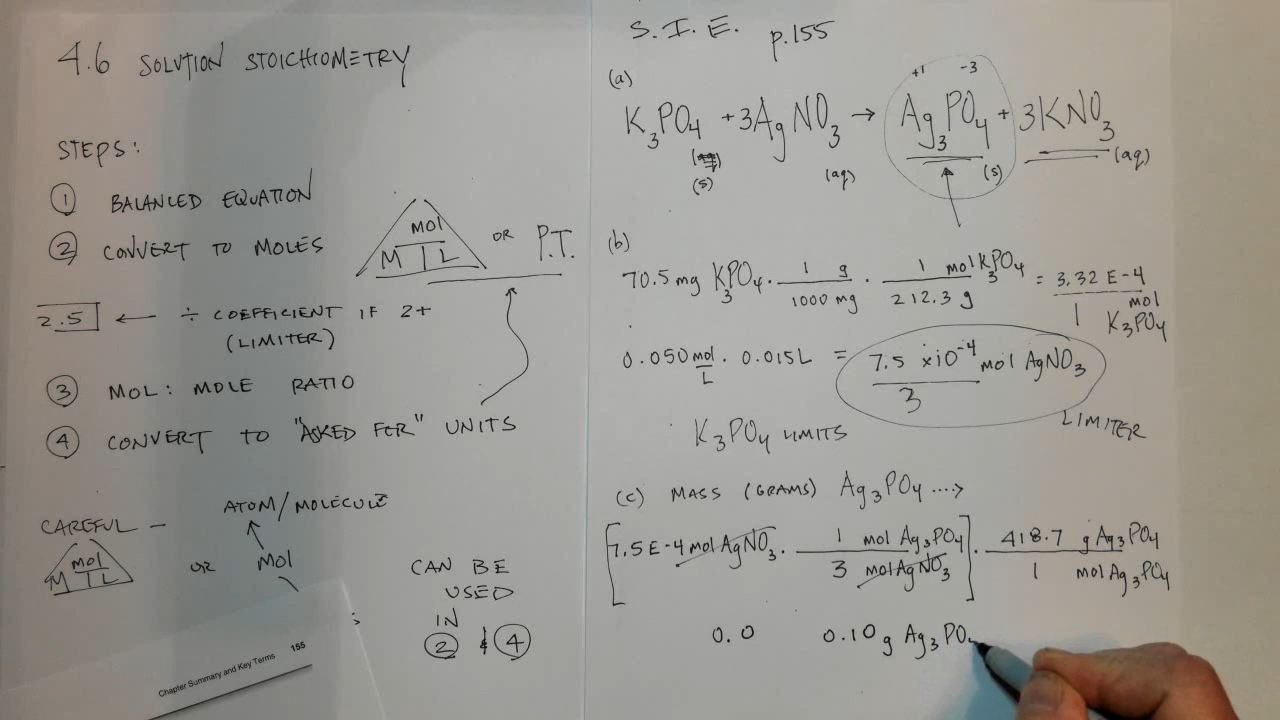 4.6 SOLUTION STOICHIOMETRY
STEPS:
① BALANCED EQUATION
② CONVERT TO MOLES
mol
M L
OR P.T.
2.5 ← ÷ COEFFICIENT IF 2+
(LIMITER)
③ MOL: MOLE RATIO
④ CONVERT TO "ASKED FOR" UNITS
CAREFUL –
ATOM/MOLECULE
mol
M L
OR Mol
CAN BE
USED
IN
② & ④
155
Chapter Summary and Key Terms
S.I.E. p.155
(a)
+1 -3
K₃PO₄ + 3AgNO₃ → Ag₃PO₄ + 3KNO₃
(s) (aq) (s) (aq)
(b)
70.5 mg K₃PO₄ · 1 g / 1000 mg · 1 mol K₃PO₄ / 212.3 g = 3.32 E-4 / 1 mol K₃PO₄
0.050 mol/L · 0.015L = 7.5 ×10⁻⁴ / 3 mol AgNO₃
K₃PO₄ LIMITS
LIMITER
(c) MASS (GRAMS) Ag₃PO₄ ....>
[7.5E-4 mol AgNO₃ · 1 mol Ag₃PO₄ / 3 mol AgNO₃] · 418.7 g Ag₃PO₄ / 1 mol Ag₃PO₄
0.0 0.10 g Ag₃PO₄